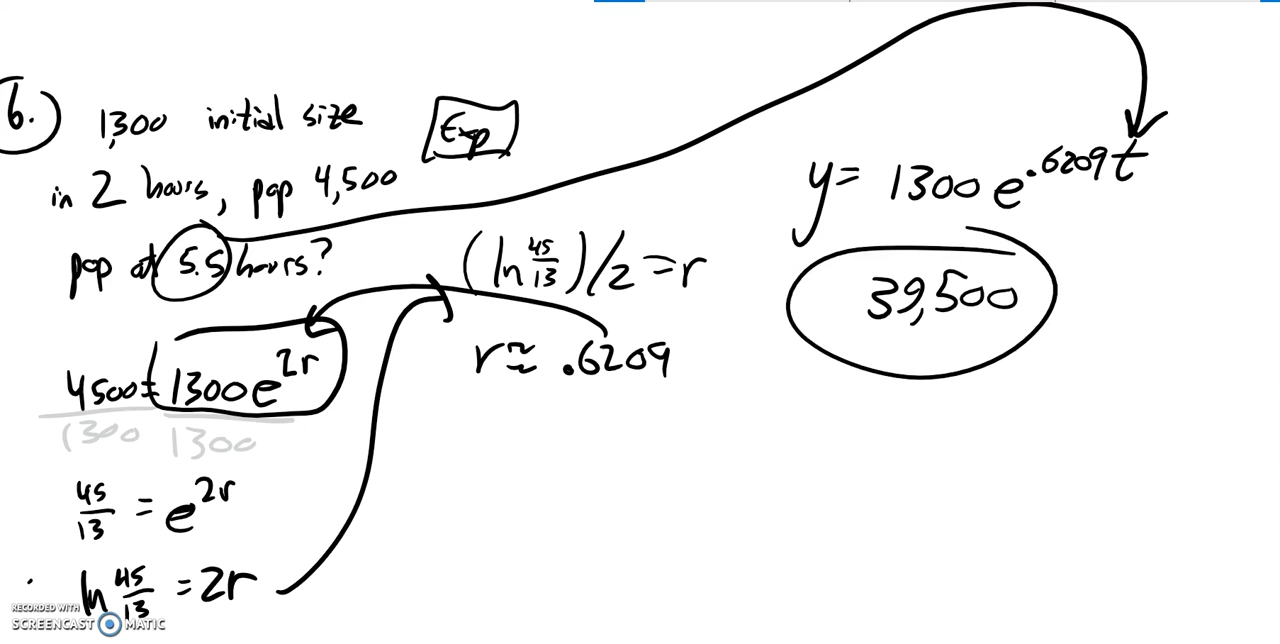 6.) 1,300 initial size
Exp
in 2 hours, pop 4,500
pop at 5.5 hours?
4500 = 1300e^2r
1300 1300
45/13 = e^2r
ln 45/13 = 2r
(ln 45/13)/2 = r
r ≈ .6209
y = 1300 e^.6209t
39,500
RECORDED WITH
SCREENCAST MATIC